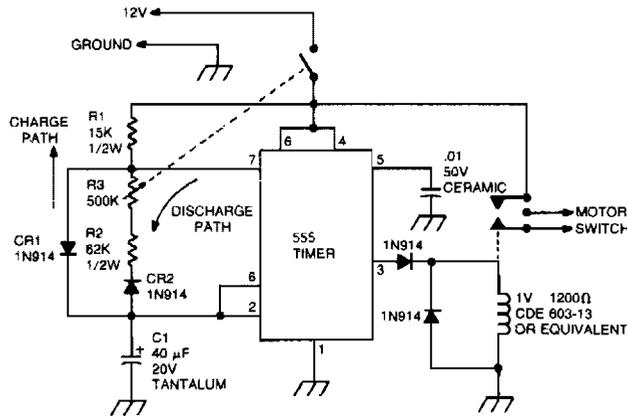 12V
GROUND
CHARGE
PATH
R1
15K
1/2W
R3
500K
DISCHARGE
PATH
R2
62K
1/2W
CR1
1N914
CR2
1N914
C1
+
40 µF
20V
TANTALUM
6
4
7
5
555
TIMER
6
2
3
1
.01
50V
CERAMIC
1N914
1N914
MOTOR
SWITCH
1V 1200Ω
CDE 603-13
OR EQUIVALENT